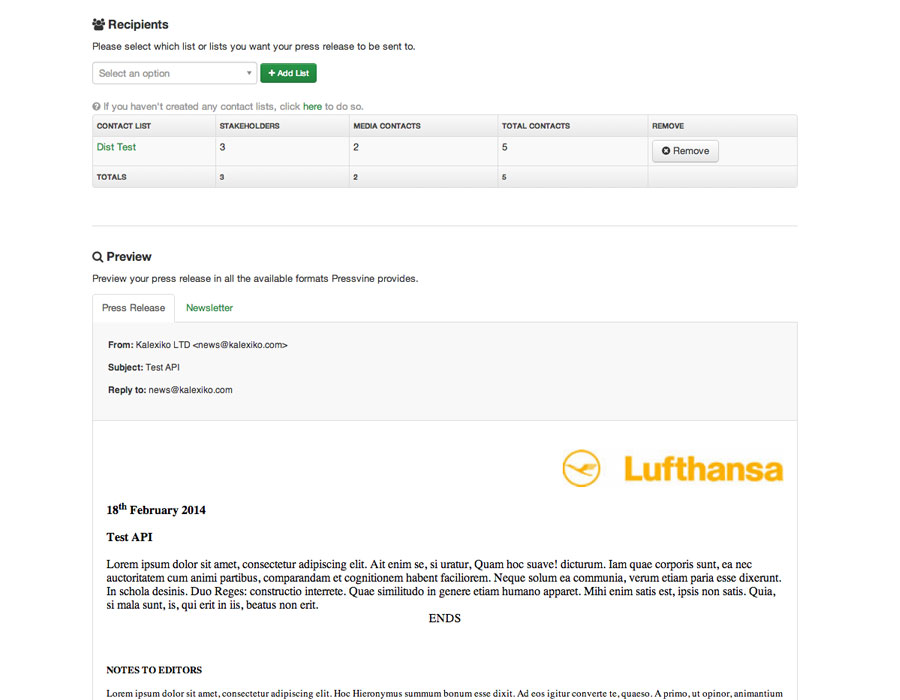 Recipients
Please select which list or lists you want your press release to be sent to.
Select an option
+ Add List
If you haven't created any contact lists, click here to do so.
CONTACT LIST STAKEHOLDERS MEDIA CONTACTS TOTAL CONTACTS REMOVE
Dist Test 3 2 5 Remove
TOTALS 3 2 5
Preview
Preview your press release in all the available formats Pressvine provides.
Press Release Newsletter
From: Kalexiko LTD <news@kalexiko.com>
Subject: Test API
Reply to: news@kalexiko.com
Lufthansa
18th February 2014
Test API
Lorem ipsum dolor sit amet, consectetur adipiscing elit. Ait enim se, si uratur, Quam hoc suave! dicturum. Iam quae corporis sunt, ea nec
auctoritatem cum animi partibus, comparandam et cognitionem habent faciliorem. Neque solum ea communia, verum etiam paria esse dixerunt.
In schola desinis. Duo Reges: constructio interrete. Quae similitudo in genere etiam humano apparet. Mihi enim satis est, ipsis non satis. Quia,
si mala sunt, is, qui erit in iis, beatus non erit.
ENDS
NOTES TO EDITORS
Lorem ipsum dolor sit amet, consectetur adipiscing elit. Hoc Hieronymus summum bonum esse dixit. Ad eos igitur converte te, quaeso. A primo, ut opinor, animantium